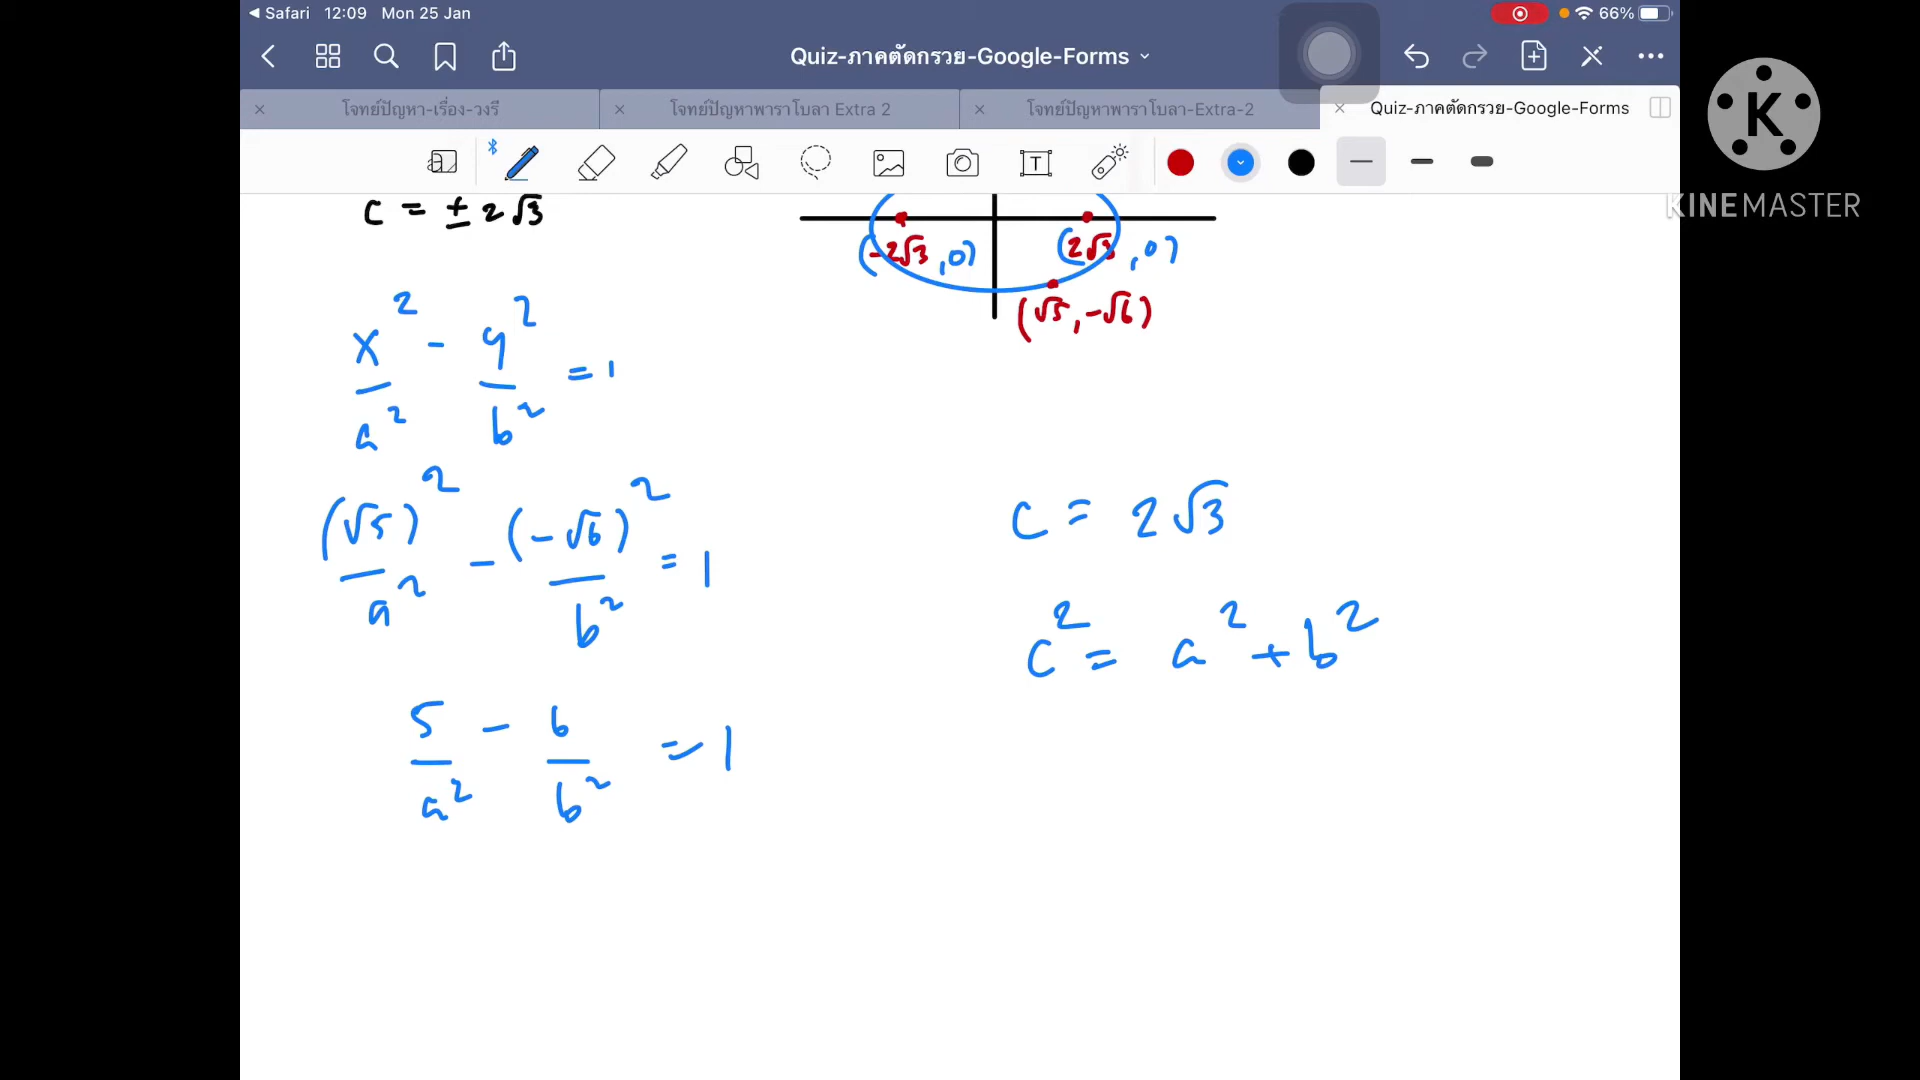 Safari 12:09 Mon 25 Jan 66%
Quiz-ภาคตัดกรวย-Google-Forms
โจทย์ปัญหา-เรื่อง-วงรี โจทย์ปัญหาพาราโบลา Extra 2 โจทย์ปัญหาพาราโบลา-Extra-2 Quiz-ภาคตัดกรวย-Google-Forms
K
KINEMASTER
c = ± 2√3
(-2√3, 0) (2√3, 0)
(√5, -√6)
x²/a² - y²/b² = 1
(√5)²/a² - (-√6)²/b² = 1
c = 2√3
c² = a² + b²
5/a² - 6/b² = 1